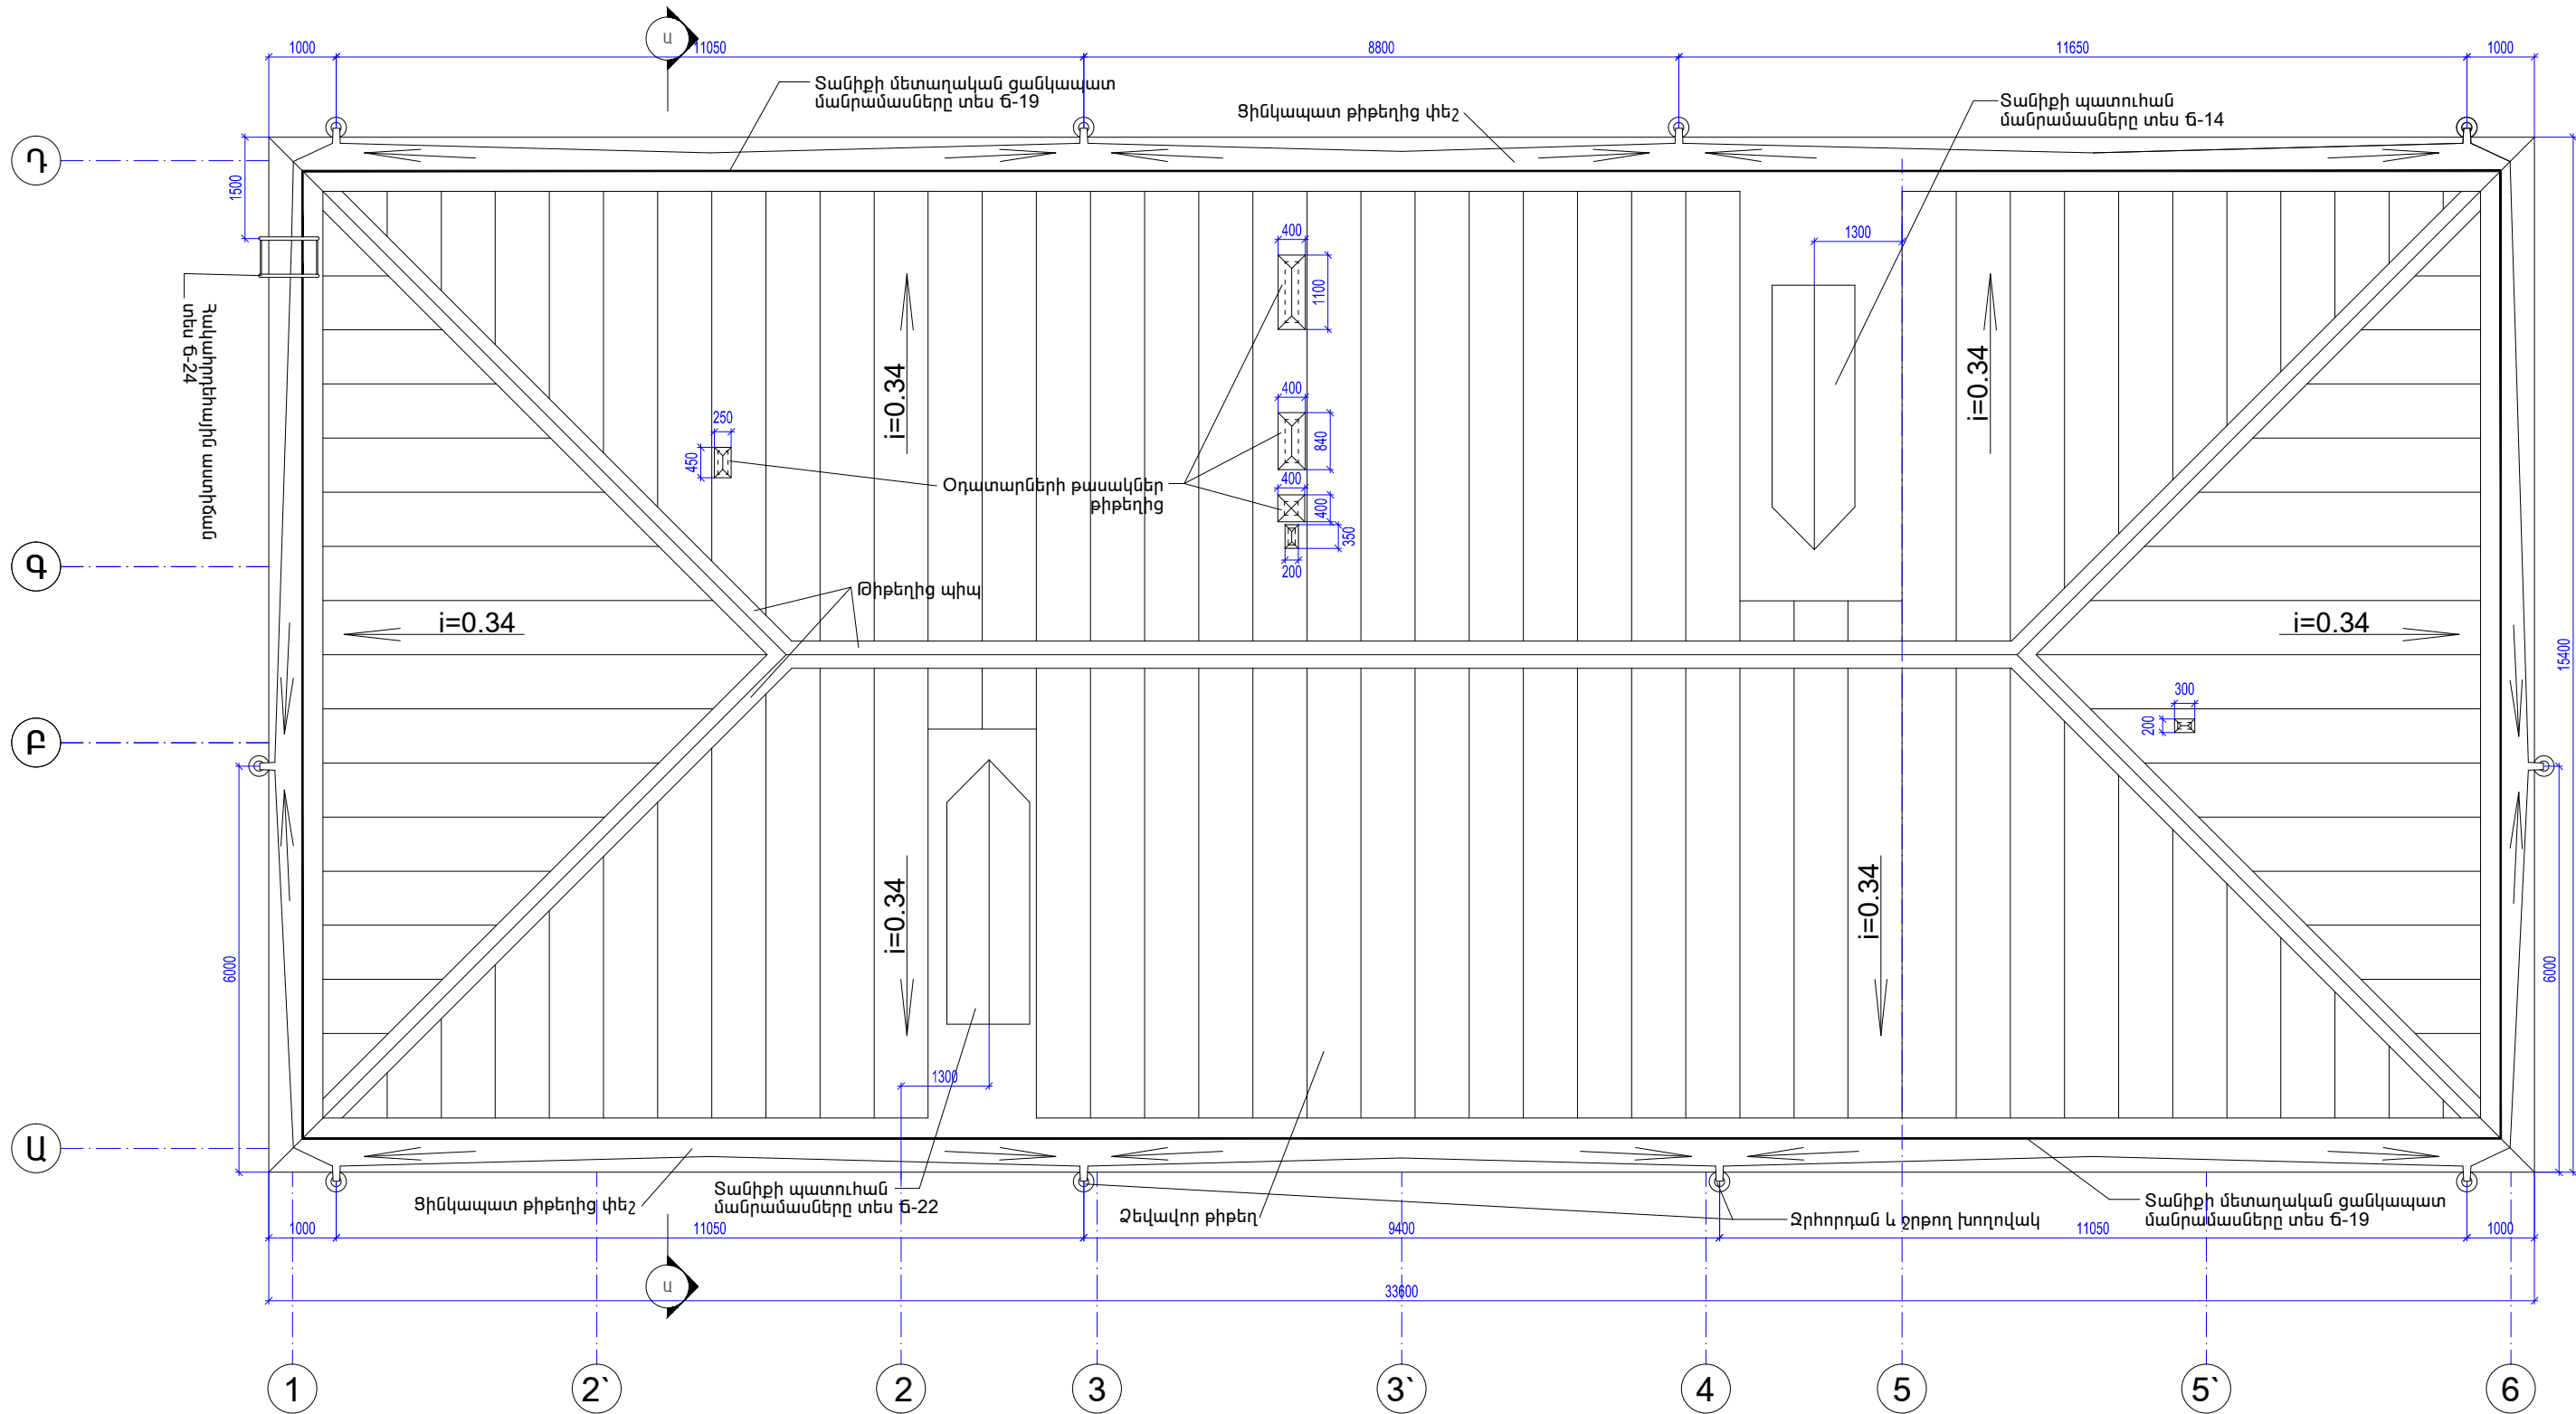 ա
1000
11050
8800
11650
1000
Տանիքի մետաղական ցանկապատ
մանրամասները տես Ճ-19
Ցինկապատ թիթեղից փեշ
Տանիքի պատուհան
մանրամասները տես Ճ-14
Դ
1500
1300
400
1100
Հակահրդեհային աստիճան
տես Ճ-24
i=0.34
i=0.34
400
840
250
450
Օդատարների թասակներ
թիթեղից
400
400
350
200
Գ
Թիթեղից պիպ
i=0.34
i=0.34
15400
300
200
Բ
i=0.34
i=0.34
6000
6000
1300
Ա
Ցինկապատ թիթեղից փեշ
Տանիքի պատուհան
մանրամասները տես Ճ-22
Ձեվավոր թիթեղ
Ջրհորդան և ջրթող խողովակ
Տանիքի մետաղական ցանկապատ
մանրամասները տես Ճ-19
1000
11050
9400
11050
1000
ա
33600
1
2`
2
3
3`
4
5
5`
6